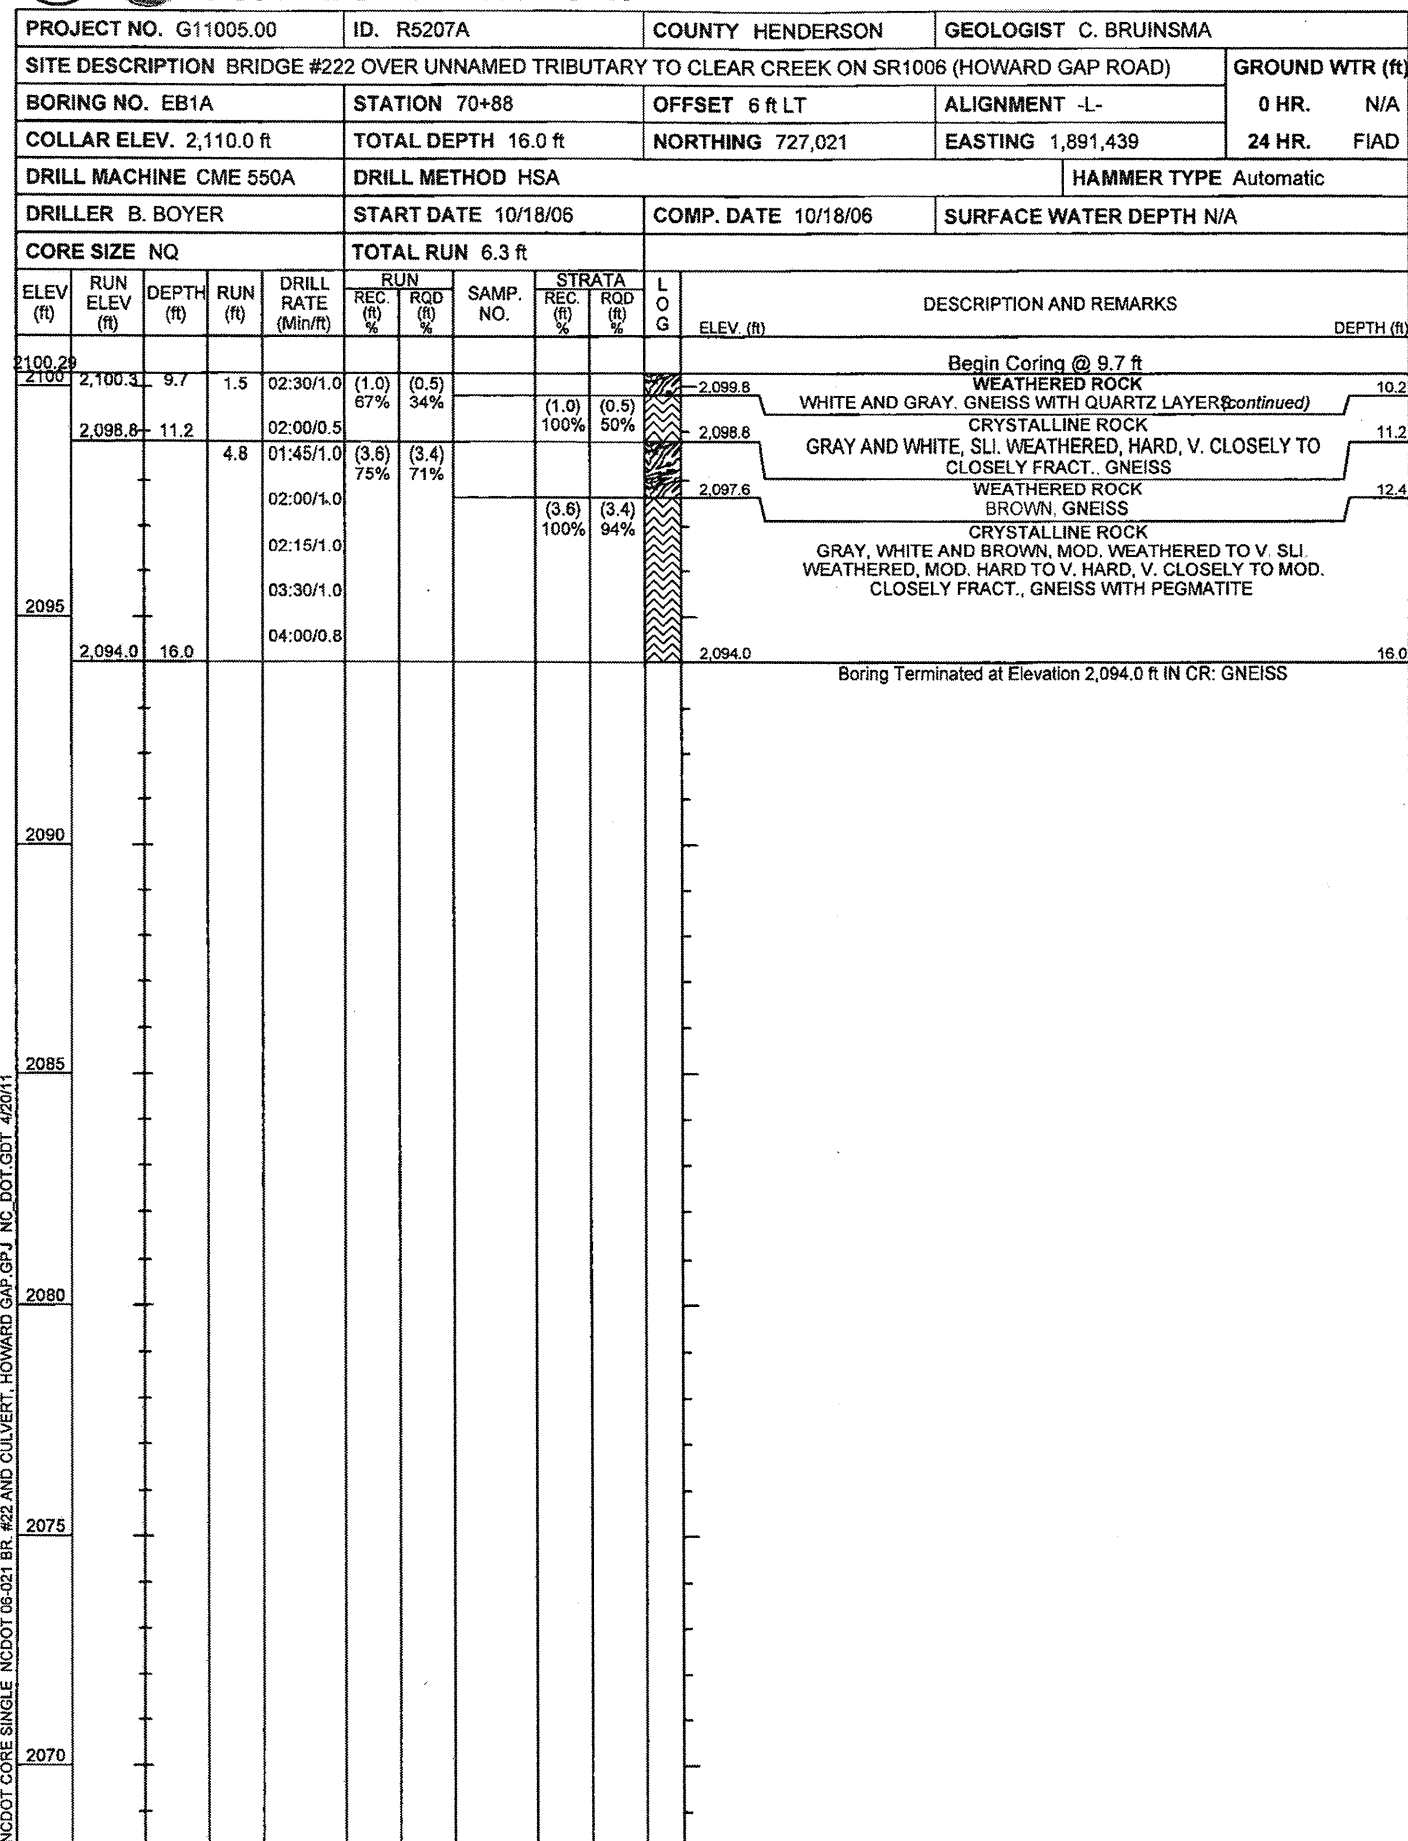 PROJECT NO. G11005.00 ID. R5207A COUNTY HENDERSON GEOLOGIST C. BRUINSMA
SITE DESCRIPTION BRIDGE #222 OVER UNNAMED TRIBUTARY TO CLEAR CREEK ON SR1006 (HOWARD GAP ROAD) GROUND WTR (ft)
BORING NO. EB1A STATION 70+88 OFFSET 6 ft LT ALIGNMENT -L- 0 HR. N/A
COLLAR ELEV. 2,110.0 ft TOTAL DEPTH 16.0 ft NORTHING 727,021 EASTING 1,891,439 24 HR. FIAD
DRILL MACHINE CME 550A DRILL METHOD HSA HAMMER TYPE Automatic
DRILLER B. BOYER START DATE 10/18/06 COMP. DATE 10/18/06 SURFACE WATER DEPTH N/A
CORE SIZE NQ TOTAL RUN 6.3 ft
ELEV (ft) RUN ELEV (ft) DEPTH (ft) RUN (ft) DRILL RATE (Min/ft) RUN REC. (ft) % RQD (ft) % SAMP. NO. STRATA REC. (ft) % RQD (ft) % L O G ELEV. (ft) DESCRIPTION AND REMARKS DEPTH (ft)
2100.29 Begin Coring @ 9.7 ft
2100 2,100.3 9.7 1.5 02:30/1.0 (1.0) (0.5) 2,099.8 WEATHERED ROCK 10.2
67% 34% WHITE AND GRAY. GNEISS WITH QUARTZ LAYERS(continued)
(1.0) (0.5)
100% 50% CRYSTALLINE ROCK
2,098.8 11.2 02:00/0.5 2,098.8 11.2
4.8 01:45/1.0 (3.6) (3.4) GRAY AND WHITE, SLI. WEATHERED, HARD, V. CLOSELY TO
75% 71% CLOSELY FRACT., GNEISS
02:00/1.0 2,097.6 WEATHERED ROCK 12.4
(3.6) (3.4) BROWN, GNEISS
100% 94% CRYSTALLINE ROCK
02:15/1.0 GRAY, WHITE AND BROWN, MOD. WEATHERED TO V. SLI.
WEATHERED, MOD. HARD TO V. HARD, V. CLOSELY TO MOD.
03:30/1.0 CLOSELY FRACT., GNEISS WITH PEGMATITE
2095
04:00/0.8
2,094.0 16.0 2,094.0 16.0
Boring Terminated at Elevation 2,094.0 ft IN CR: GNEISS
2090
2085
2080
2075
2070
NCDOT CORE SINGLE NCDOT 06-021 BR. #22 AND CULVERT, HOWARD GAP.GPJ NC_DOT.GDT 4/20/11